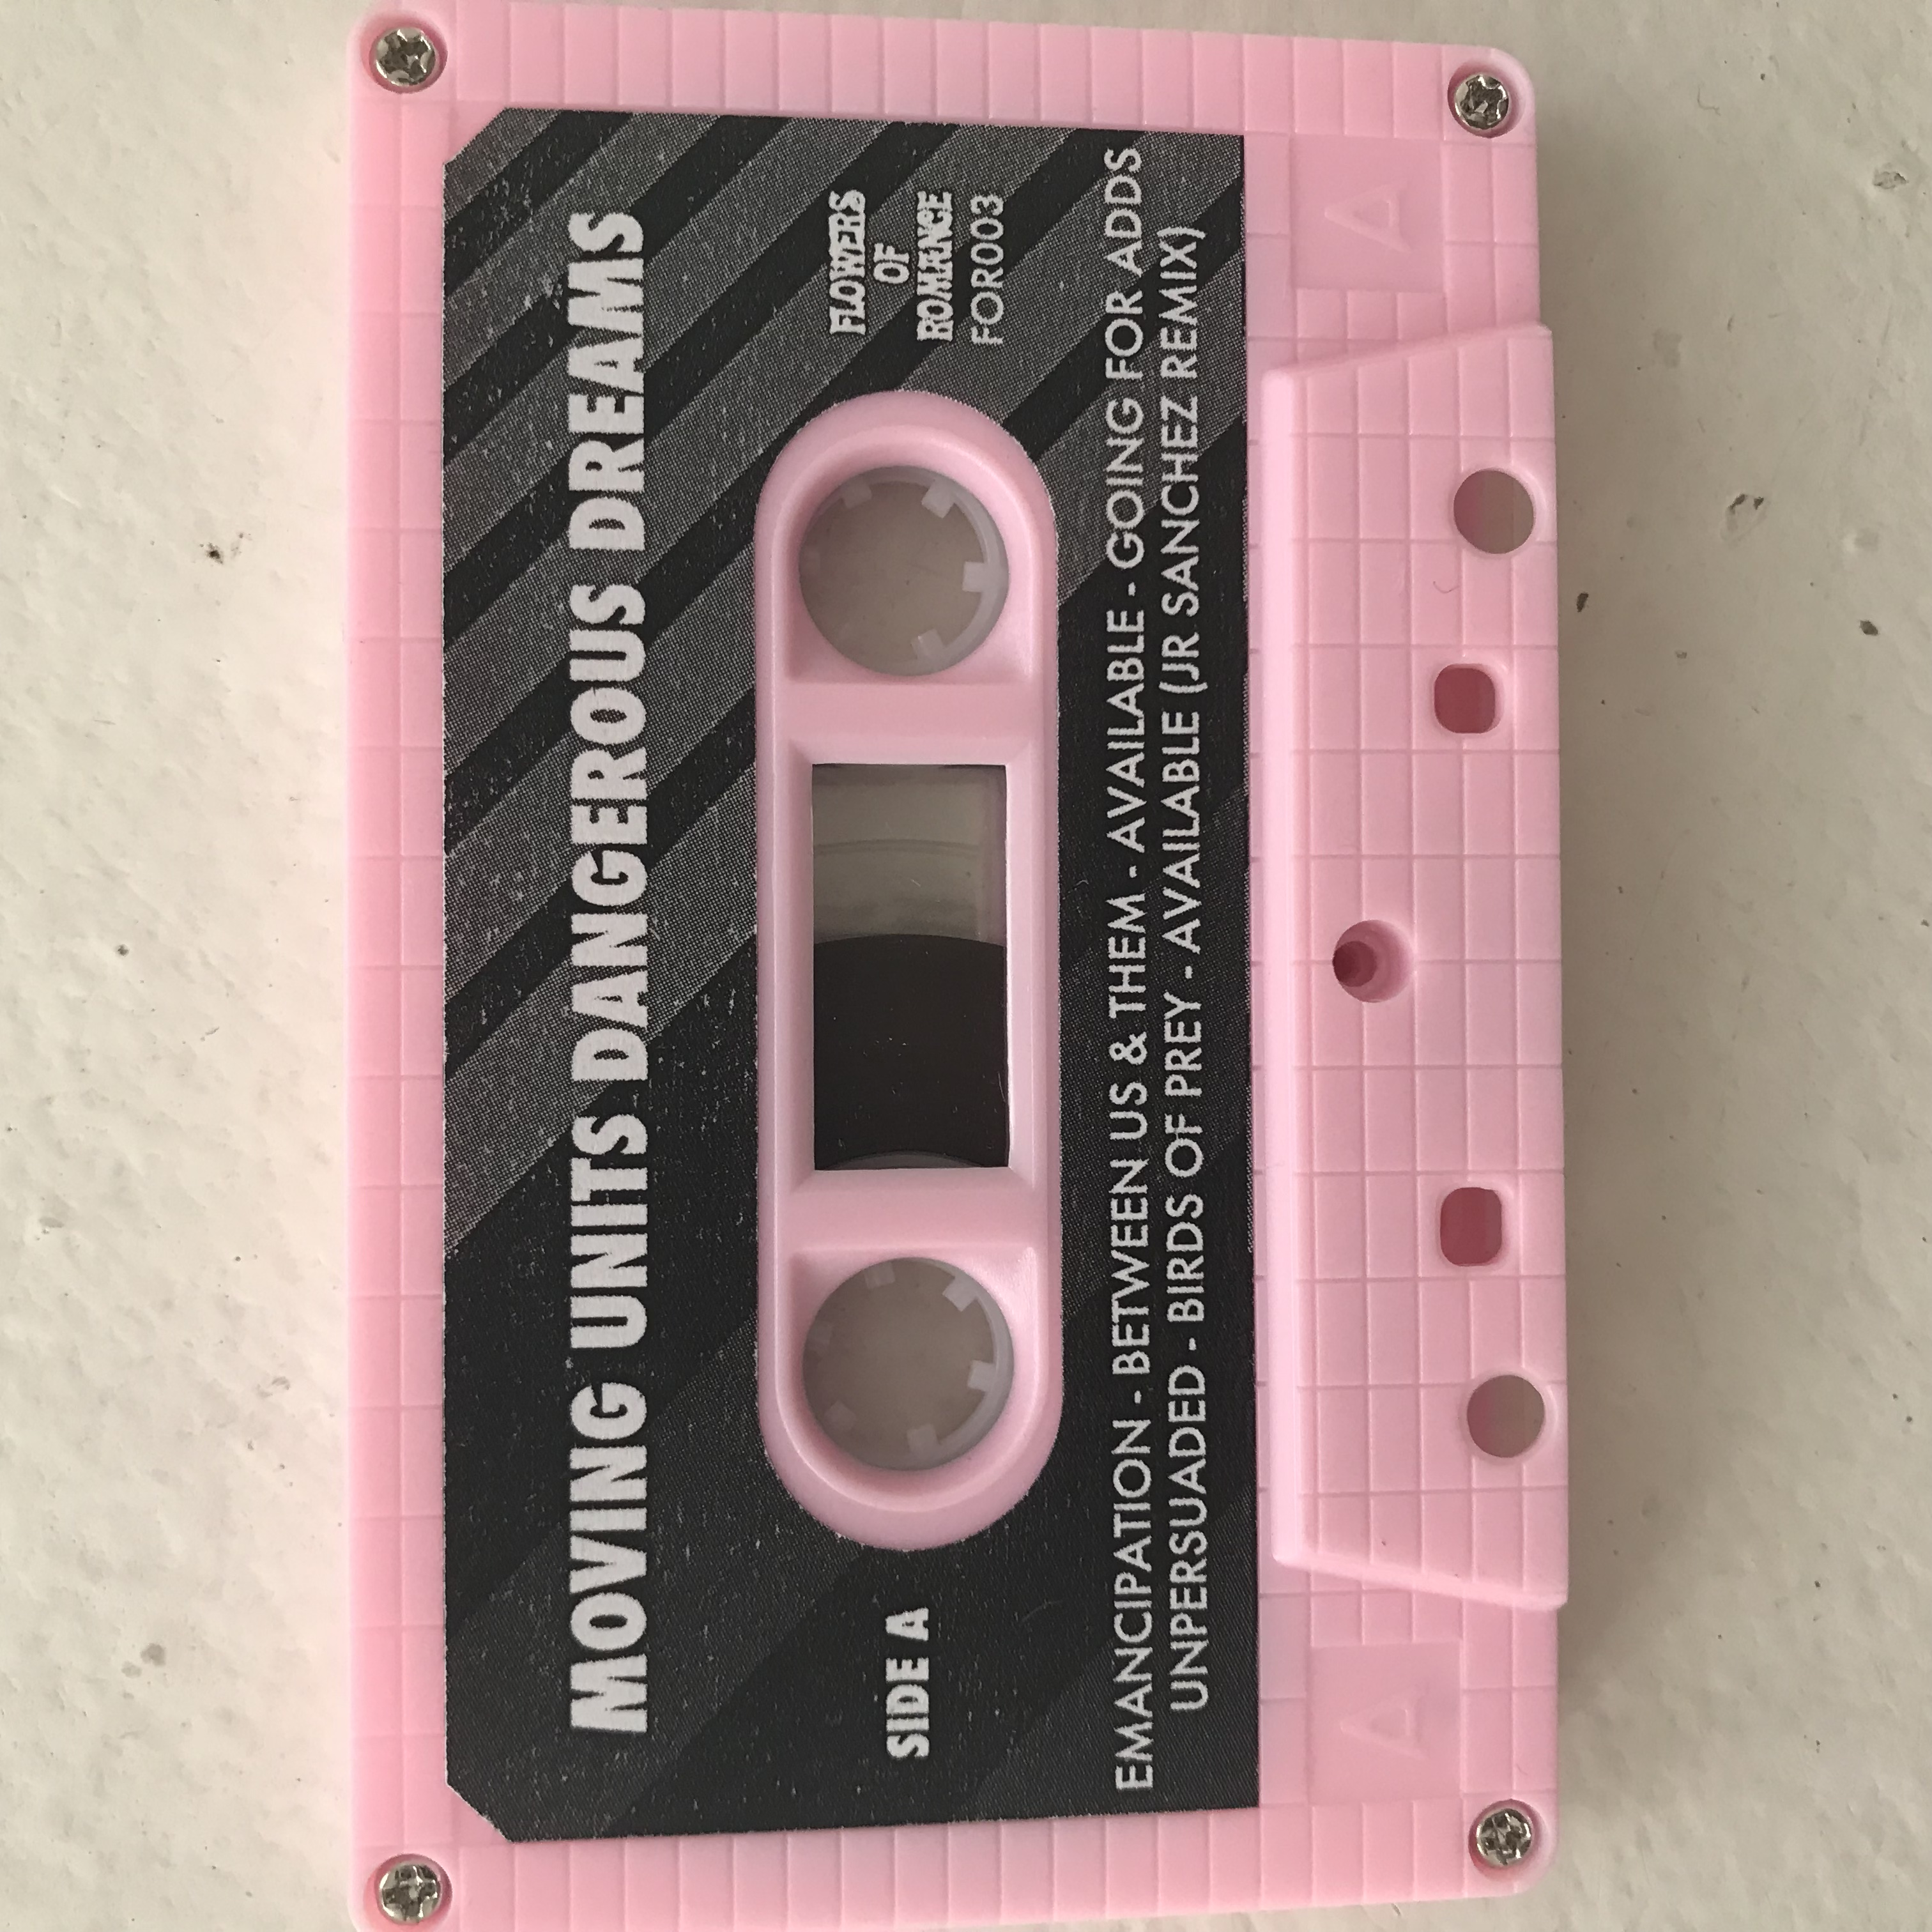 MOVING UNITS DANGEROUS DREAMS
SIDE A
FLOWERS
OF
ROMANCE
FOR003
EMANCIPATION - BETWEEN US & THEM - AVAILABLE - GOING FOR ADDS
UNPERSUADED - BIRDS OF PREY - AVAILABLE (JR SANCHEZ REMIX)
A
A